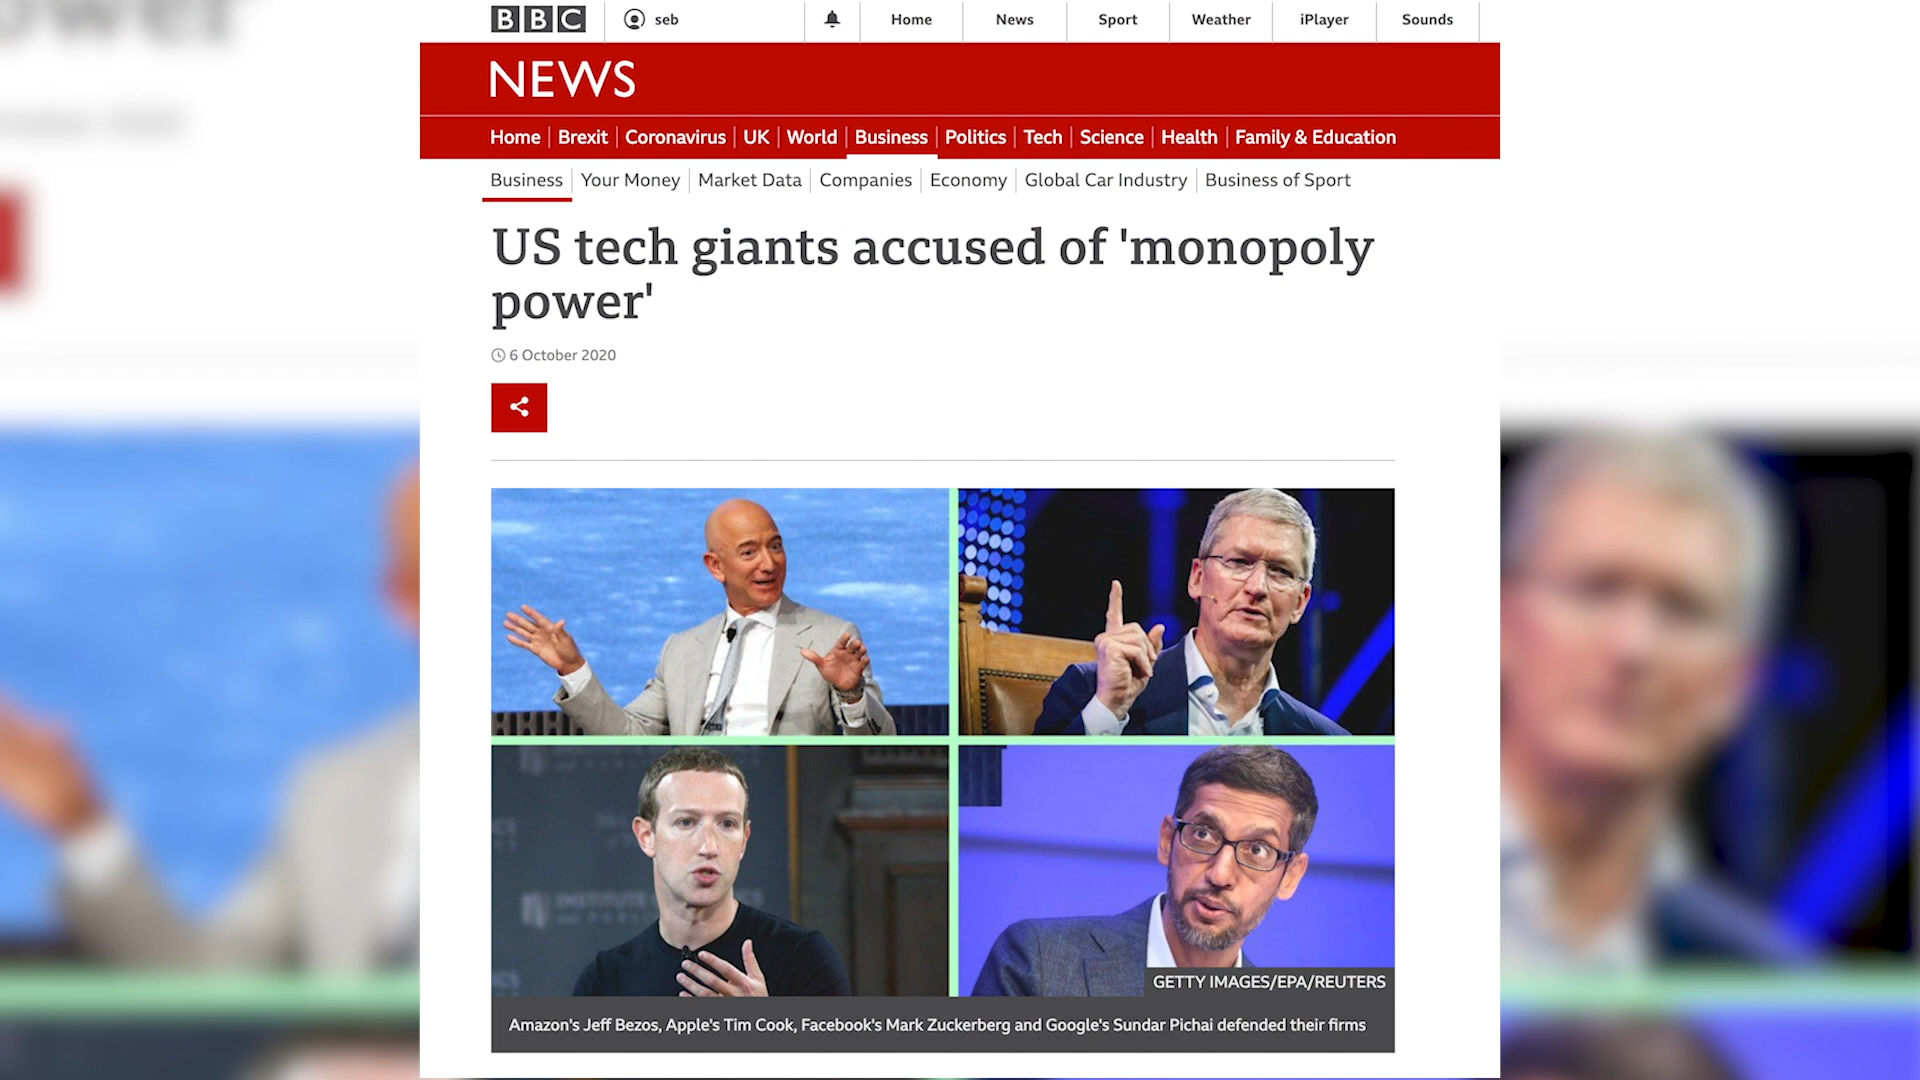 BBC
seb
Home
News
Sport
Weather
iPlayer
Sounds
NEWS
Home
Brexit
Coronavirus
UK
World
Business
Politics
Tech
Science
Health
Family & Education
Business
Your Money
Market Data
Companies
Economy
Global Car Industry
Business of Sport
US tech giants accused of 'monopoly
power'
6 October 2020
GETTY IMAGES/EPA/REUTERS
Amazon's Jeff Bezos, Apple's Tim Cook, Facebook's Mark Zuckerberg and Google's Sundar Pichai defended their firms